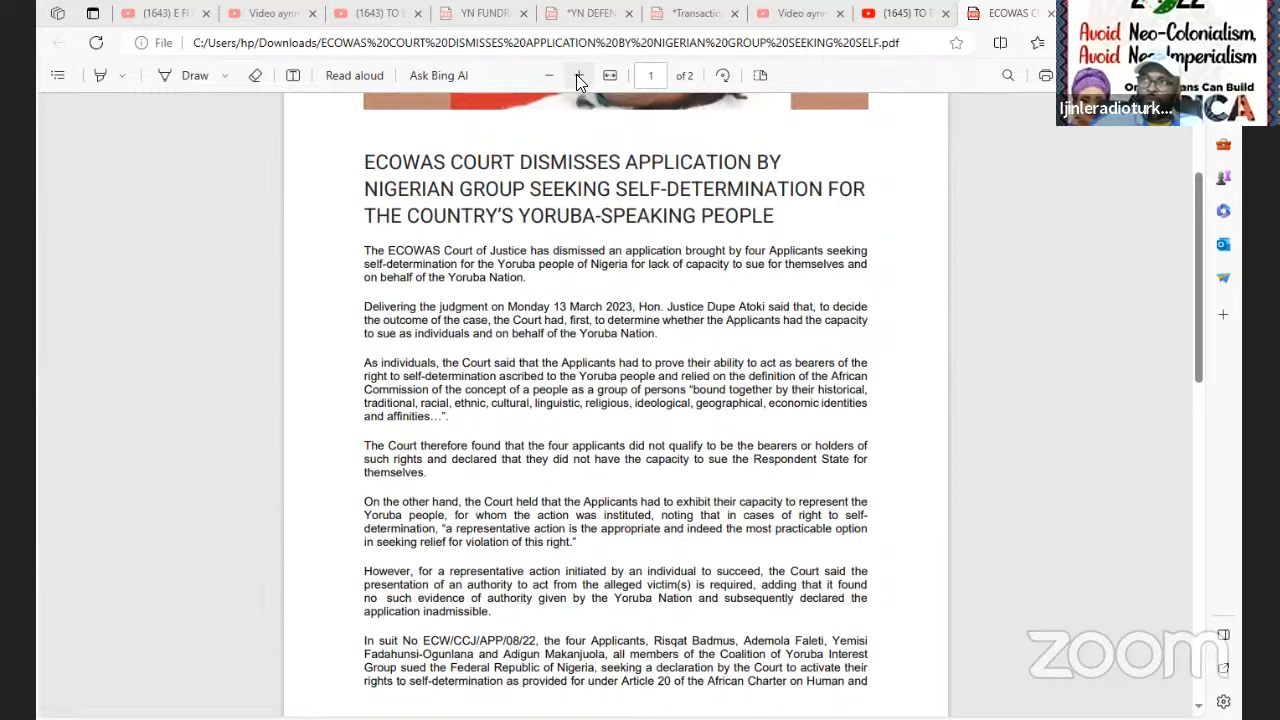 (1643) E F
Video ayn
(1643) TO
YN FUNDR
*YN DEFEN
*Transactio
Video ayn
(1645) TO
ECOWAS
File
C:/Users/hp/Downloads/ECOWAS%20COURT%20DISMISSES%20APPLICATION%20BY%20NIGERIAN%20GROUP%20SEEKING%20SELF.pdf
Draw
Read aloud
Ask Bing AI
1 of 2
Avoid Neo-Colonialism,
Avoid Neo-Imperialism
Can Build
Ijinleradioturk...
ECOWAS COURT DISMISSES APPLICATION BY
NIGERIAN GROUP SEEKING SELF-DETERMINATION FOR
THE COUNTRY'S YORUBA-SPEAKING PEOPLE
The ECOWAS Court of Justice has dismissed an application brought by four Applicants seeking
self-determination for the Yoruba people of Nigeria for lack of capacity to sue for themselves and
on behalf of the Yoruba Nation.
Delivering the judgment on Monday 13 March 2023, Hon. Justice Dupe Atoki said that, to decide
the outcome of the case, the Court had, first, to determine whether the Applicants had the capacity
to sue as individuals and on behalf of the Yoruba Nation.
As individuals, the Court said that the Applicants had to prove their ability to act as bearers of the
right to self-determination ascribed to the Yoruba people and relied on the definition of the African
Commission of the concept of a people as a group of persons “bound together by their historical,
traditional, racial, ethnic, cultural, linguistic, religious, ideological, geographical, economic identities
and affinities…”.
The Court therefore found that the four applicants did not qualify to be the bearers or holders of
such rights and declared that they did not have the capacity to sue the Respondent State for
themselves.
On the other hand, the Court held that the Applicants had to exhibit their capacity to represent the
Yoruba people, for whom the action was instituted, noting that in cases of right to self-
determination, “a representative action is the appropriate and indeed the most practicable option
in seeking relief for violation of this right.”
However, for a representative action initiated by an individual to succeed, the Court said the
presentation of an authority to act from the alleged victim(s) is required, adding that it found
no such evidence of authority given by the Yoruba Nation and subsequently declared the
application inadmissible.
In suit No ECW/CCJ/APP/08/22, the four Applicants, Risqat Badmus, Ademola Faleti, Yemisi
Fadahunsi-Ogunlana and Adigun Makanjuola, all members of the Coalition of Yoruba Interest
Group sued the Federal Republic of Nigeria, seeking a declaration by the Court to activate their
rights to self-determination as provided for under Article 20 of the African Charter on Human and
zoom